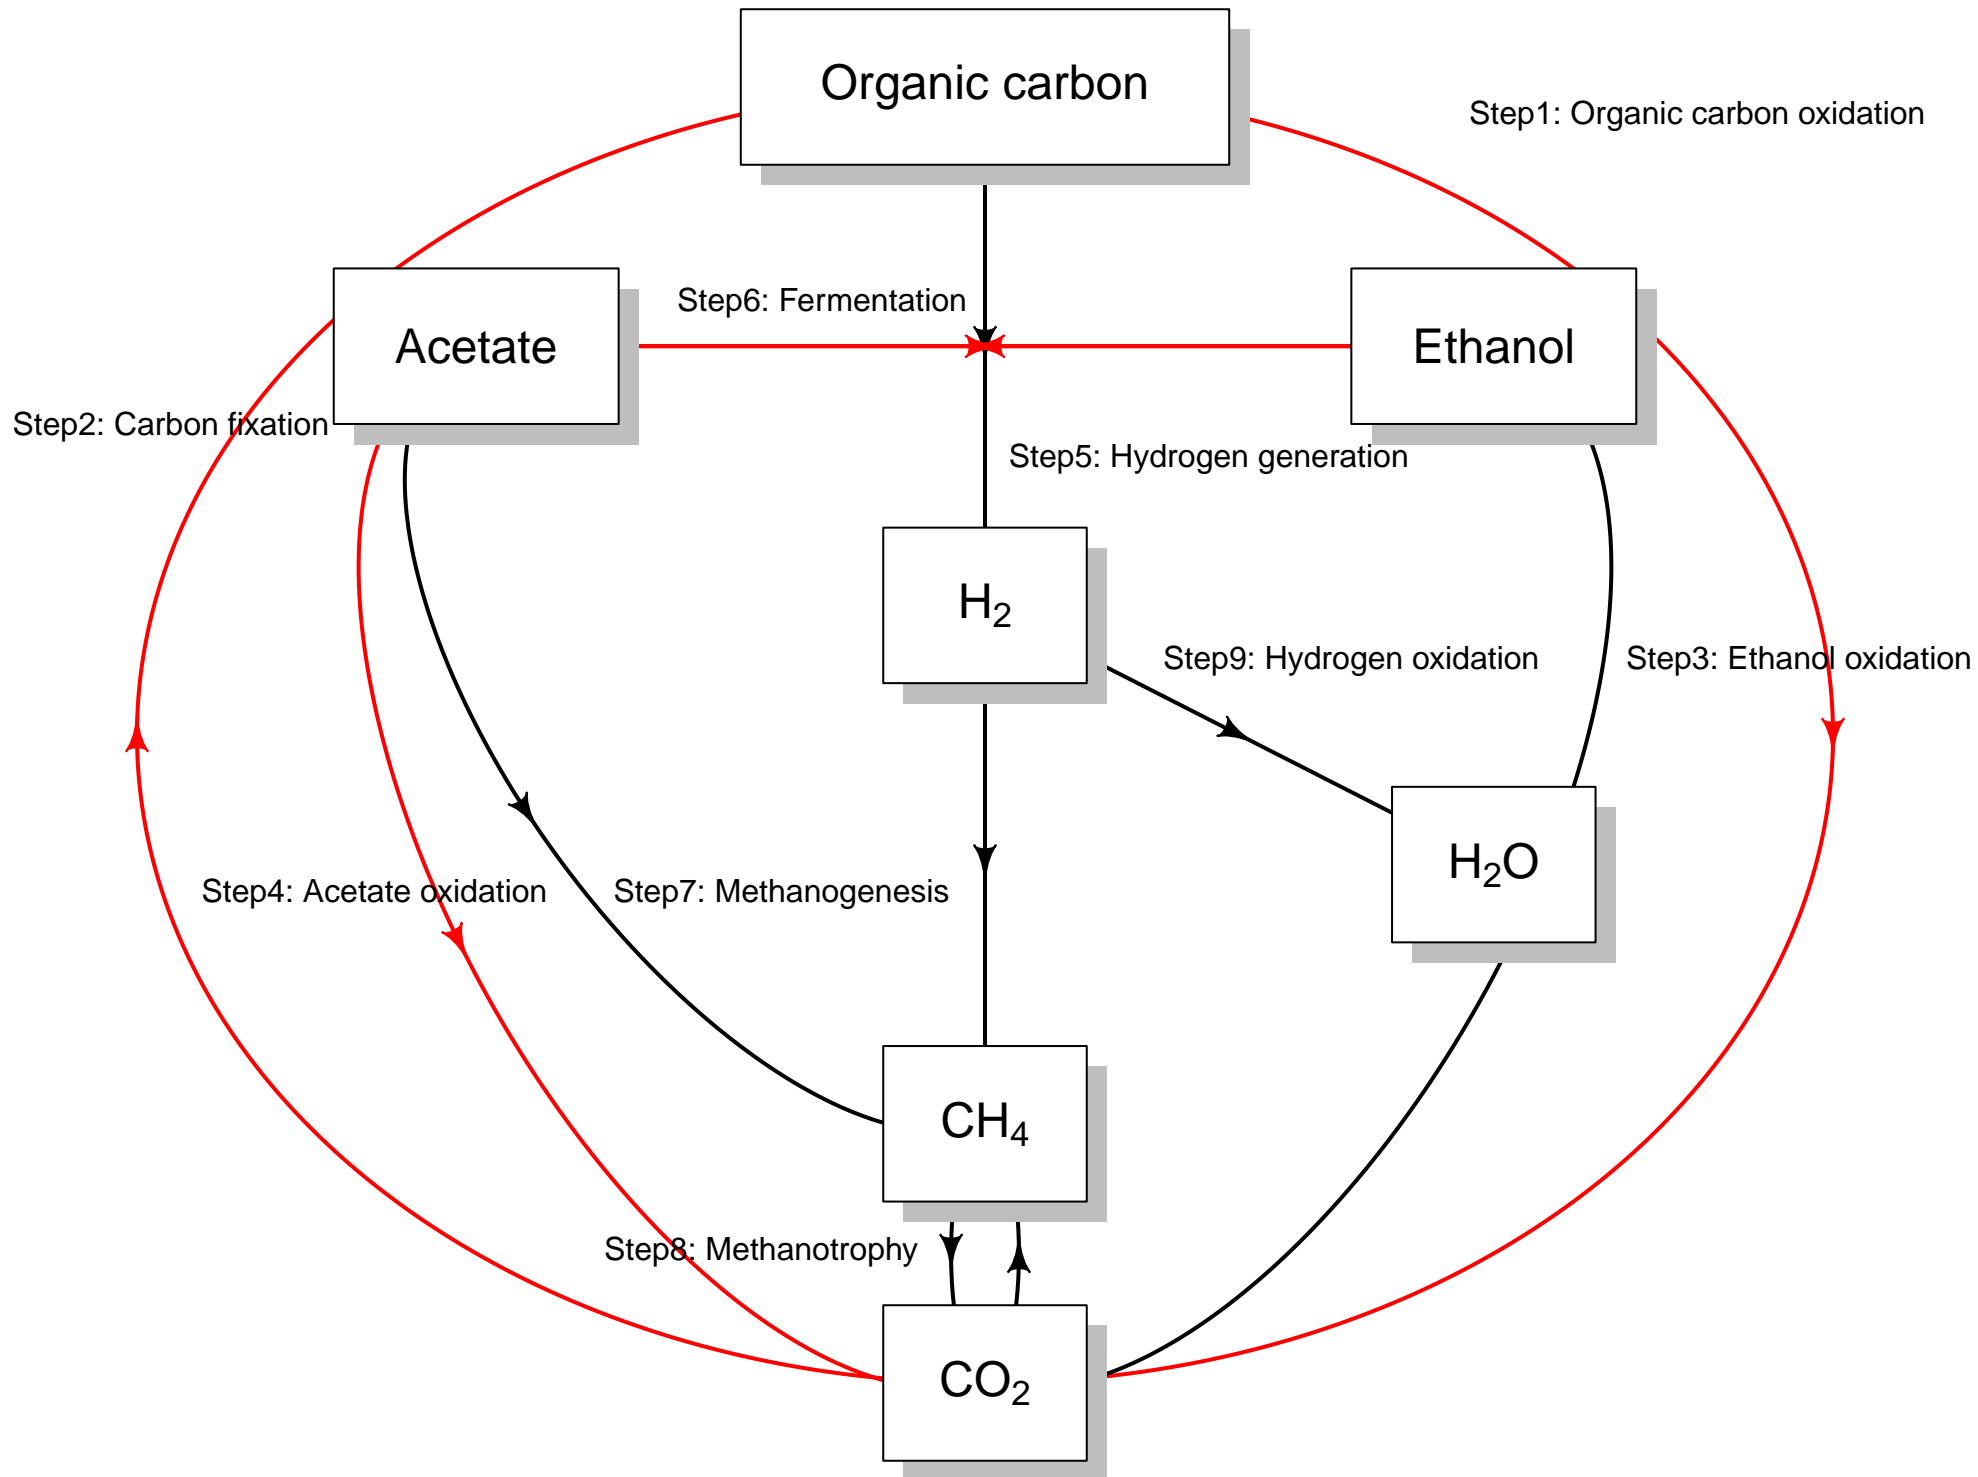 Organic carbon
Step1: Organic carbon oxidation
Step6: Fermentation
Acetate
Ethanol
Step2: Carbon fixation
Step5: Hydrogen generation
H₂
Step9: Hydrogen oxidation
Step3: Ethanol oxidation
H₂O
Step4: Acetate oxidation
Step7: Methanogenesis
CH₄
Step8: Methanotrophy
CO₂